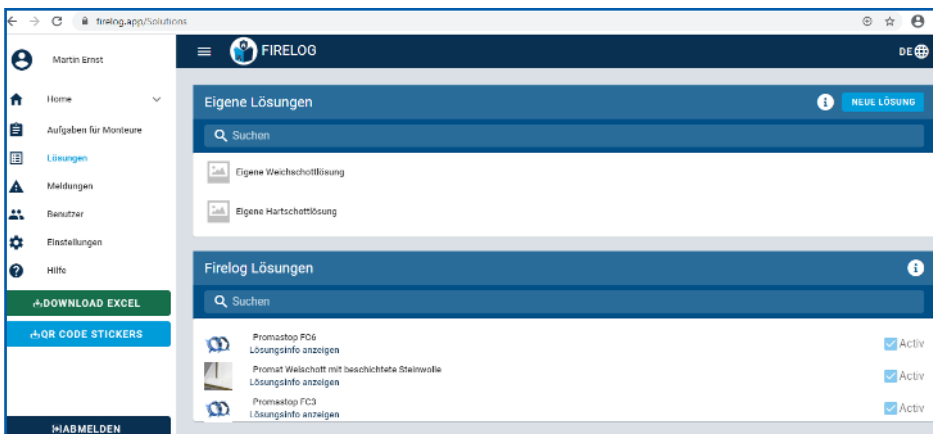 firelog.app/Solutions
Martin Ernst
FIRELOG
DE
Home
Aufgaben für Monteure
Lösungen
Meldungen
Benutzer
Einstellungen
Hilfe
DOWNLOAD EXCEL
QR CODE STICKERS
ABMELDEN
Eigene Lösungen
NEUE LÖSUNG
Suchen
Eigene Weichschottlösung
Eigene Hartschottlösung
Firelog Lösungen
Suchen
Promastop FC6
Lösungsinfo anzeigen
Activ
Promat Weischott mit beschichtete Steinwolle
Lösungsinfo anzeigen
Activ
Promastop FC3
Lösungsinfo anzeigen
Activ